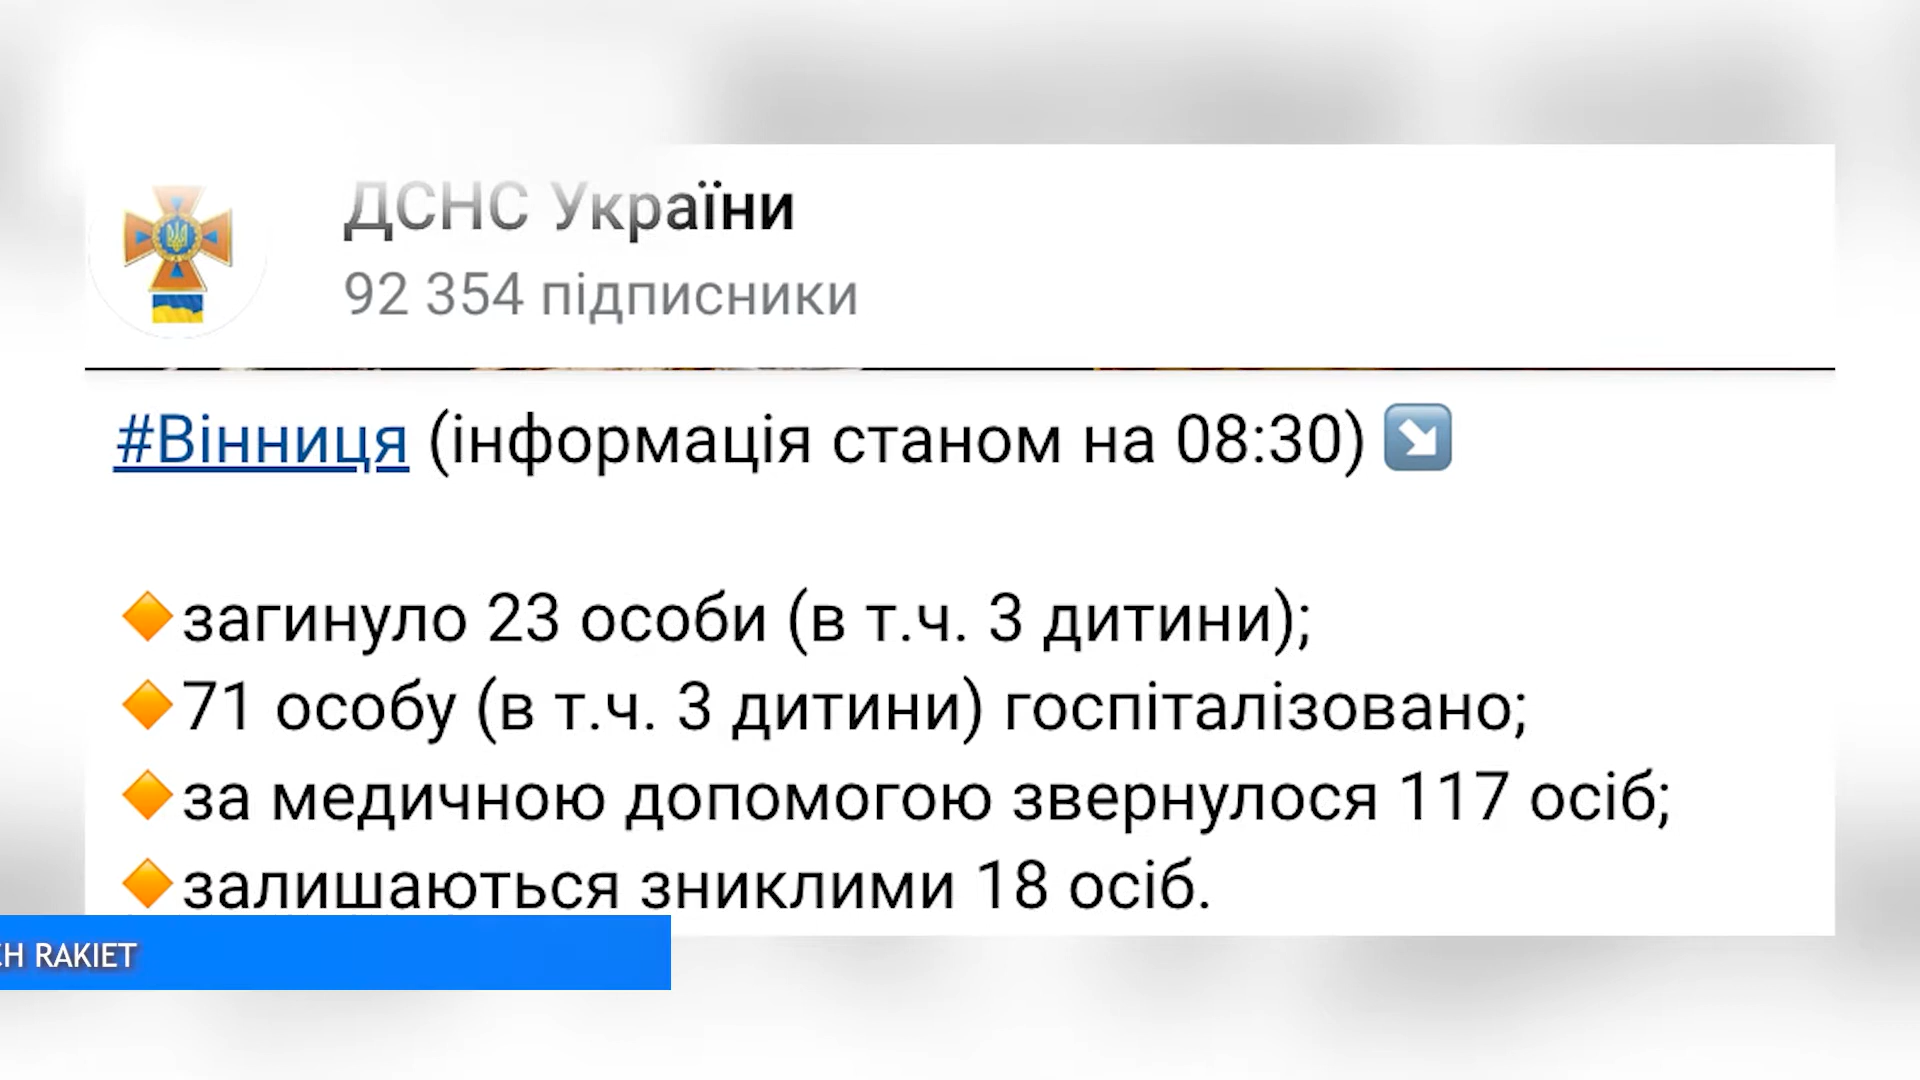 ДСНС України
92 354 підписники
#Вінниця (інформація станом на 08:30)
загинуло 23 особи (в т.ч. 3 дитини);
71 особу (в т.ч. 3 дитини) госпіталізовано;
за медичною допомогою звернулося 117 осіб;
залишаються зниклими 18 осіб.
RAKIET